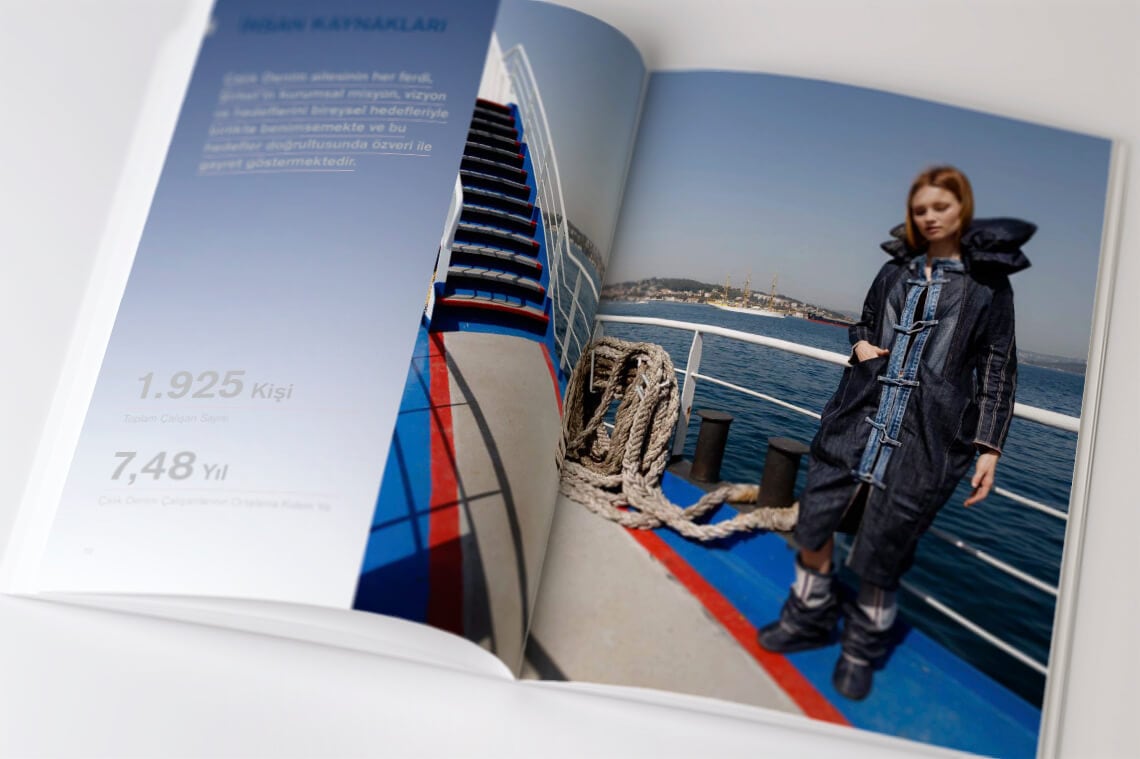 İNSAN KAYNAKLARI
Çalık Denim ailesinin her ferdi,
Şirket'in kurumsal misyon, vizyon
ve hedeflerini bireysel hedefleriyle
birlikte benimsemekte ve bu
hedefler doğrultusunda özveri ile
gayret göstermektedir.
1.925 Kişi
Toplam Çalışan Sayısı
7,48 Yıl
Çalık Denim Çalışanlarının Ortalama Kıdem Yılı